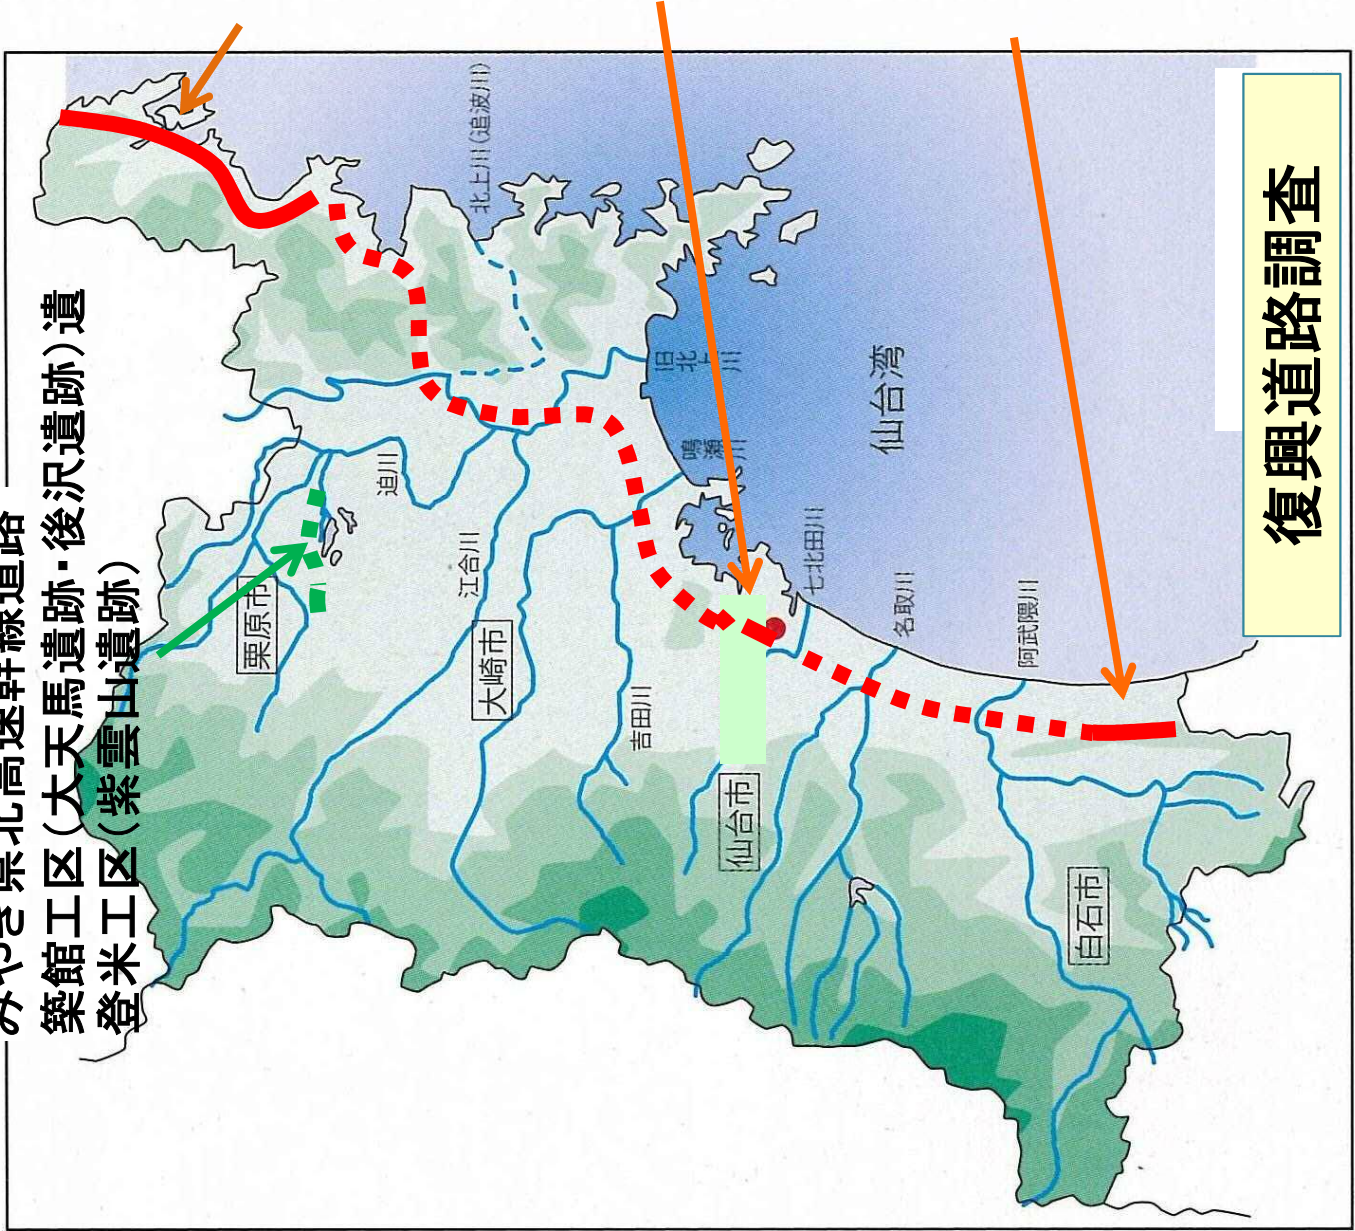 みやぎ県北高速幹線道路
築館工区(大天馬遺跡・後沢遺跡)遺
登米工区(紫雲山遺跡)
北上川(追波川)
旧北上川
迫川
鳴瀬川
仙台湾
栗原市
江合川
大崎市
七北田川
吉田川
名取川
阿武隈川
仙台市
白石市
復興道路調査